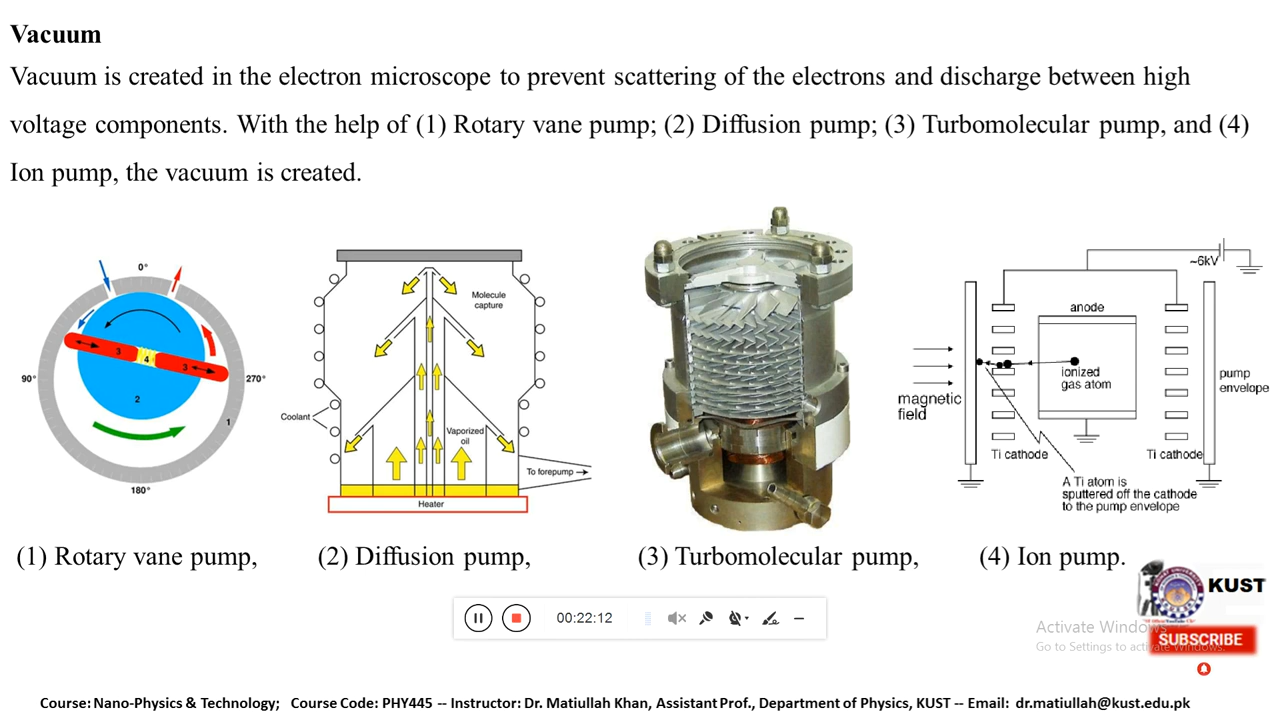 Vacuum
Vacuum is created in the electron microscope to prevent scattering of the electrons and discharge between high
voltage components. With the help of (1) Rotary vane pump; (2) Diffusion pump; (3) Turbomolecular pump, and (4)
Ion pump, the vacuum is created.
0°
90°
270°
180°
3
4
3
2
1
Molecule
capture
Coolant
Vaporized
oil
To forepump
Heater
~6kV
anode
ionized
gas atom
magnetic
field
pump
envelope
Ti cathode
Ti cathode
A Ti atom is
sputtered off the cathode
to the pump envelope
(1) Rotary vane pump,
(2) Diffusion pump,
(3) Turbomolecular pump,
(4) Ion pump.
KUST
00:22:12
Activate Windows
Go to Settings to activate Windows.
SUBSCRIBE
Course: Nano-Physics & Technology; Course Code: PHY445 -- Instructor: Dr. Matiullah Khan, Assistant Prof., Department of Physics, KUST -- Email: dr.matiullah@kust.edu.pk